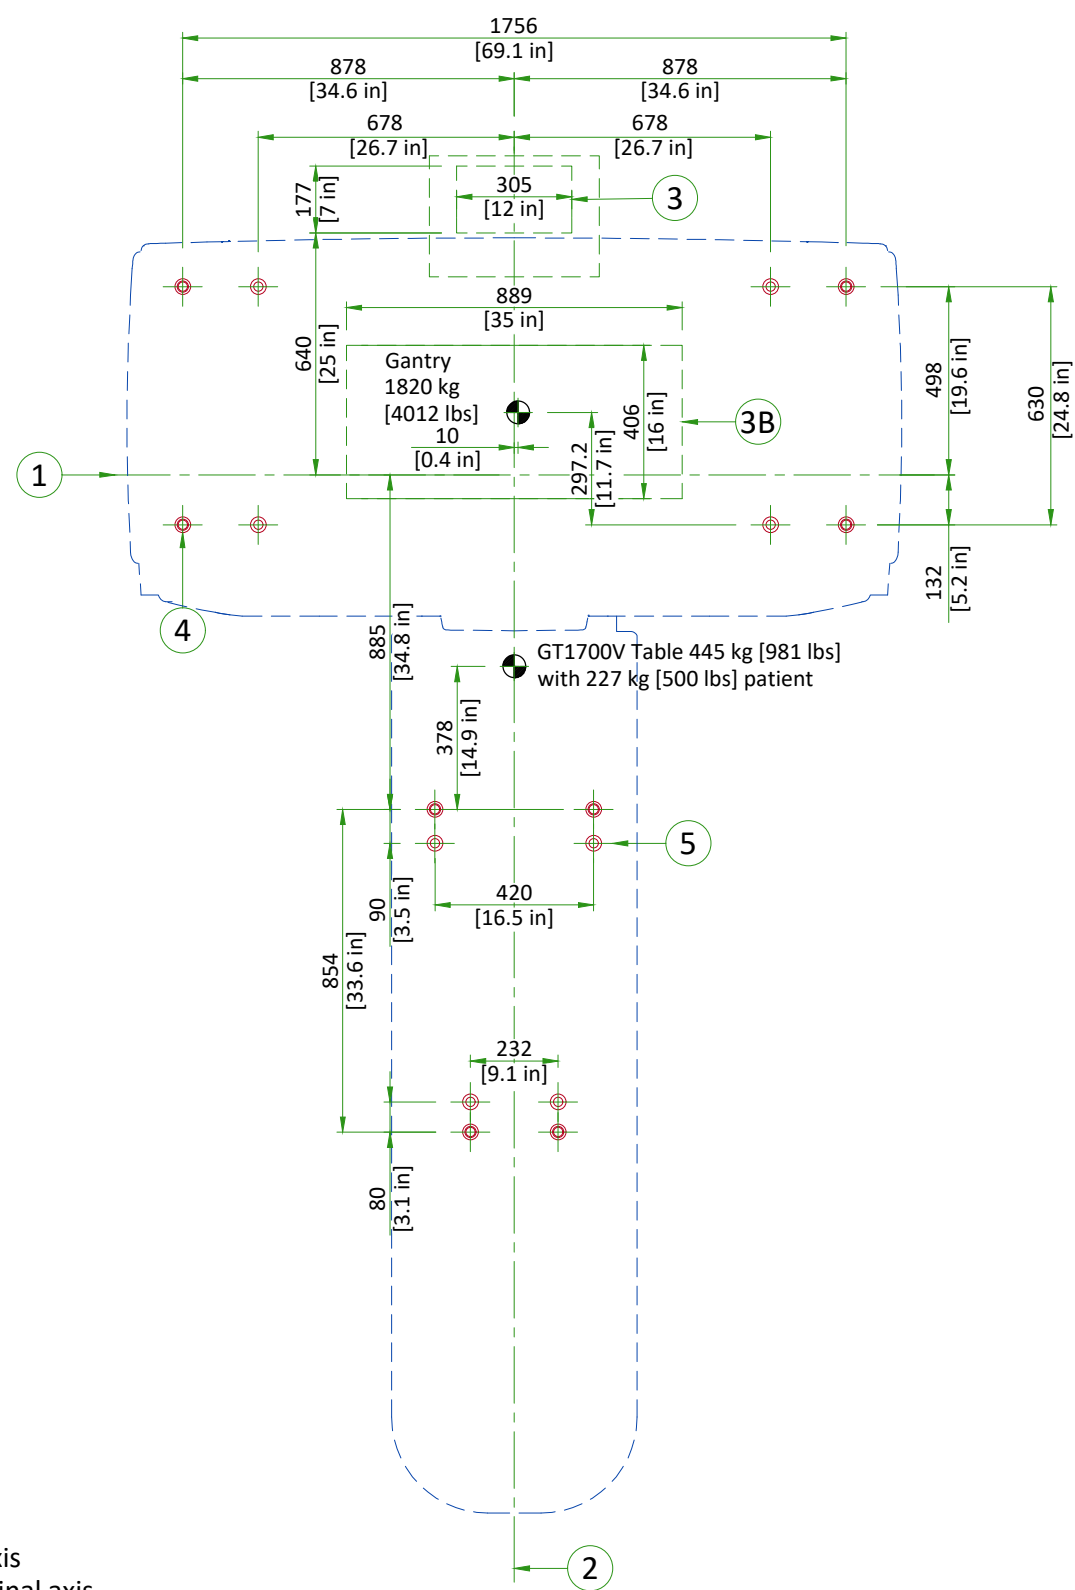 1756
[69.1 in]
878
[34.6 in]
878
[34.6 in]
678
[26.7 in]
678
[26.7 in]
177
[7 in]
305
[12 in]
3
889
[35 in]
640
[25 in]
Gantry
1820 kg
[4012 lbs]
10
[0.4 in]
406
[16 in]
3B
297.2
[11.7 in]
498
[19.6 in]
630
[24.8 in]
1
132
[5.2 in]
4
885
[34.8 in]
GT1700V Table 445 kg [981 lbs]
with 227 kg [500 lbs] patient
378
[14.9 in]
5
420
[16.5 in]
90
[3.5 in]
854
[33.6 in]
232
[9.1 in]
80
[3.1 in]
2
axis